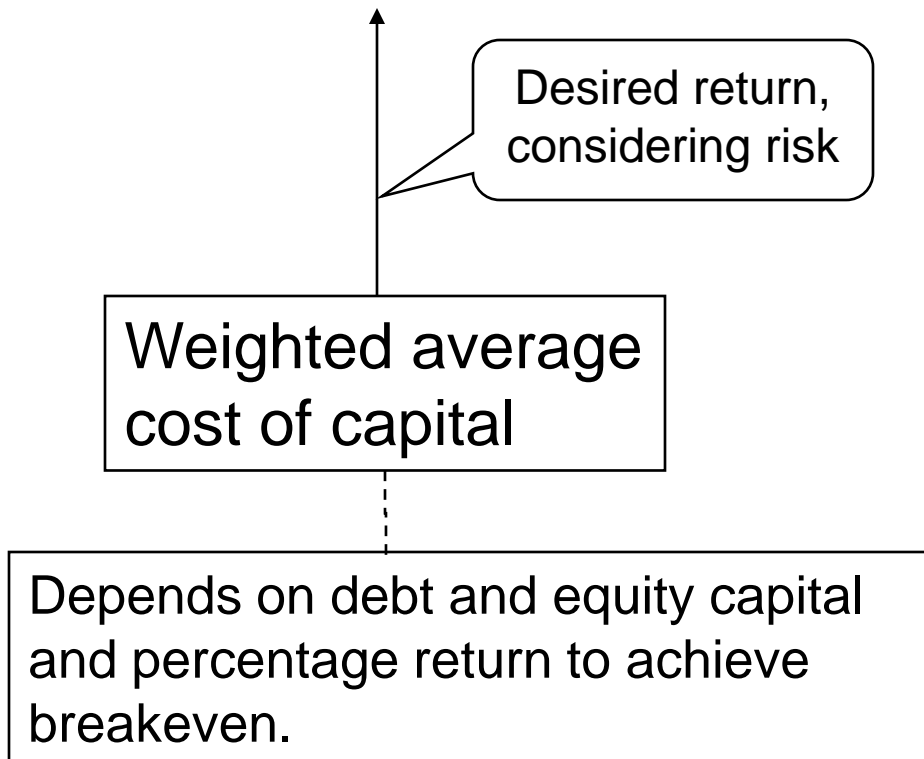 Desired return,
considering risk
Weighted average
cost of capital
Depends on debt and equity capital
and percentage return to achieve
breakeven.